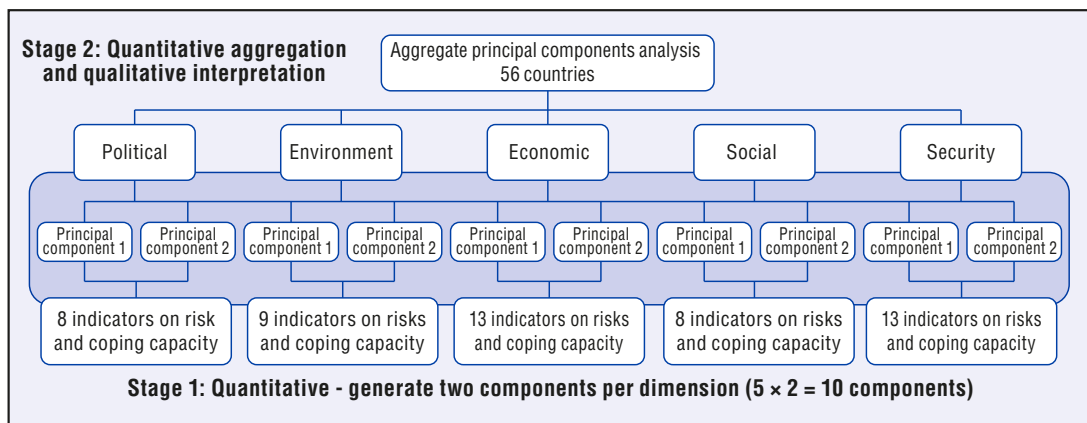 Stage 2: Quantitative aggregation
and qualitative interpretation
Aggregate principal components analysis
56 countries
Political
Environment
Economic
Social
Security
Principal
component 1
Principal
component 2
Principal
component 1
Principal
component 2
Principal
component 1
Principal
component 2
Principal
component 1
Principal
component 2
Principal
component 1
Principal
component 2
8 indicators on risk
and coping capacity
9 indicators on risks
and coping capacity
13 indicators on risks
and coping capacity
8 indicators on risks
and coping capacity
13 indicators on risks
and coping capacity
Stage 1: Quantitative - generate two components per dimension (5 × 2 = 10 components)